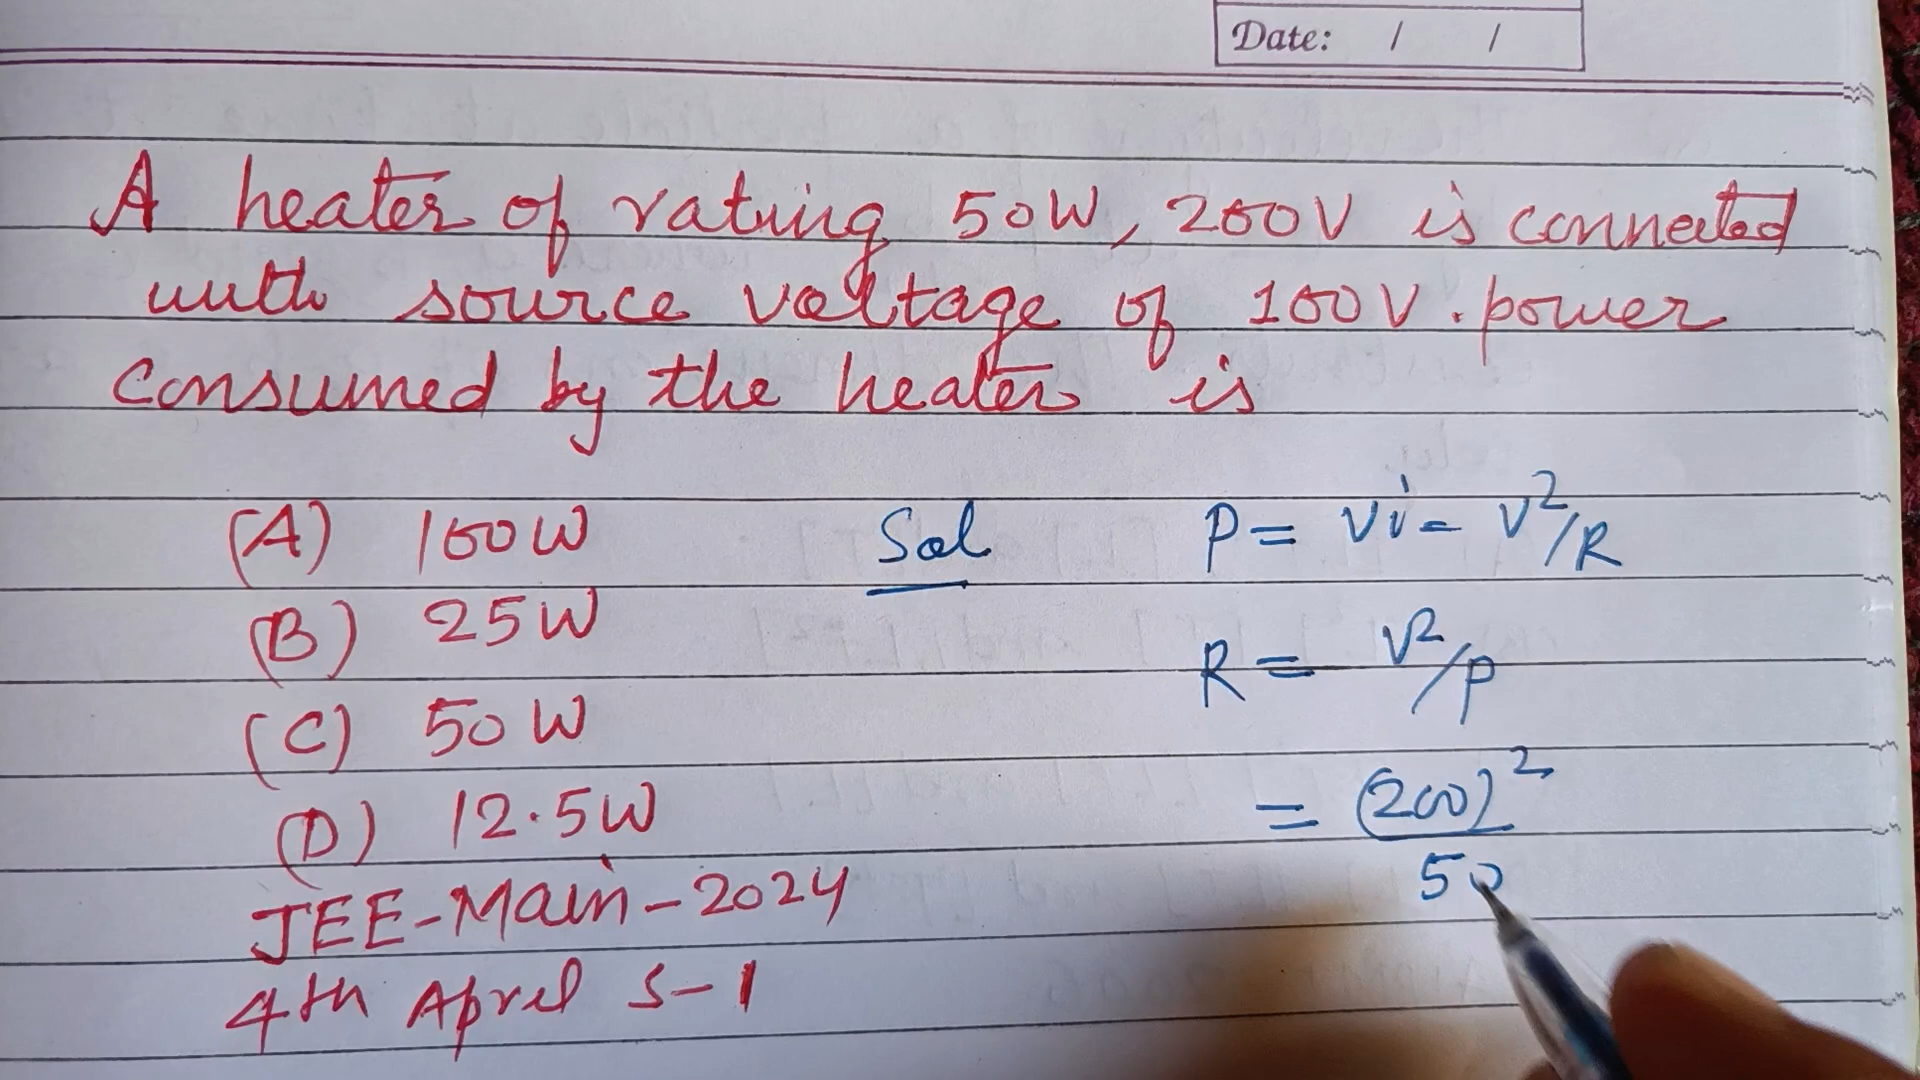 Date: / /
A heater of rating 50W, 200V is connected
with source voltage of 100V. power
consumed by the heater is
(A) 100W
(B) 25W
(C) 50W
(D) 12.5W
JEE-Main-2024
4th April S-1
Sol P = Vi = V²/R
R = V²/P
= (200)²
50